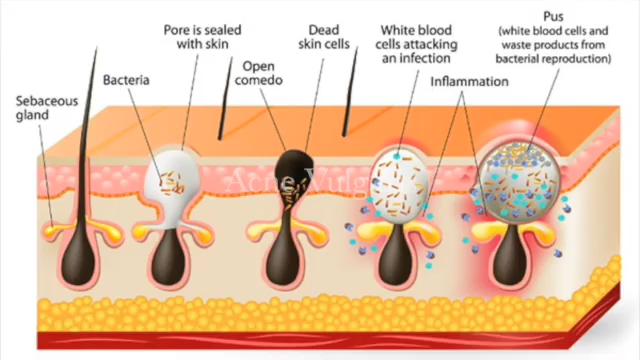 Pore is sealed
with skin
Dead
skin cells
White blood
cells attacking
an infection
Pus
(white blood cells and
waste products from
bacterial reproduction)
Bacteria
Open
comedo
Inflammation
Sebaceous
gland
Acne Vulg